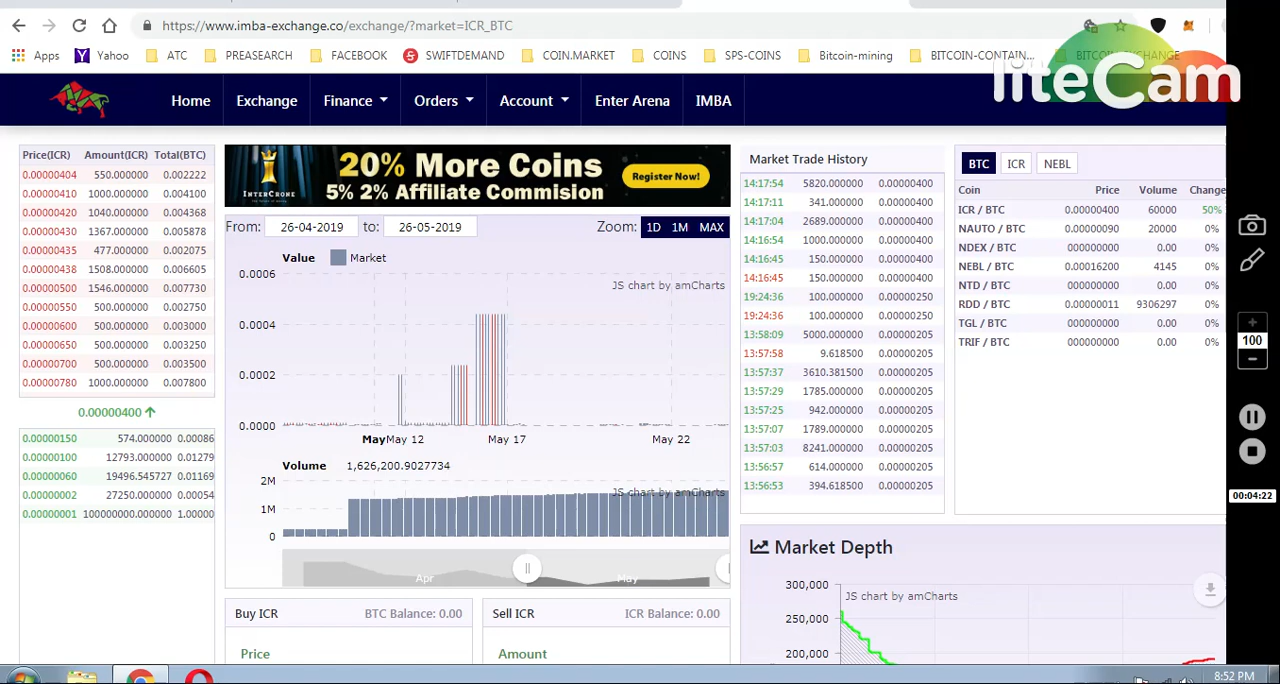 https://www.imba-exchange.co/exchange/?market=ICR_BTC
Apps Yahoo ATC PREASEARCH FACEBOOK SWIFTDEMAND COIN.MARKET COINS SPS-COINS Bitcoin-mining BITCOIN-CONTAIN... BITCOIN-EXCHANGE
liteCam
Home Exchange Finance Orders Account Enter Arena IMBA
Price(ICR) Amount(ICR) Total(BTC)
0.00000404 550.000000 0.002222
0.00000410 1000.000000 0.004100
0.00000420 1040.000000 0.004368
0.00000430 1367.000000 0.005878
0.00000435 477.000000 0.002075
0.00000438 1508.000000 0.006605
0.00000500 1546.000000 0.007730
0.00000550 500.000000 0.002750
0.00000600 500.000000 0.003000
0.00000650 500.000000 0.003250
0.00000700 500.000000 0.003500
0.00000780 1000.000000 0.007800
0.00000400
0.00000150 574.000000 0.00086
0.00000100 12793.000000 0.01279
0.00000060 19496.545727 0.01169
0.00000002 27250.000000 0.00054
0.00000001 100000000.000000 1.00000
INTERCRONE
20% More Coins
5% 2% Affiliate Commision
Register Now!
From: 26-04-2019 to: 26-05-2019 Zoom: 1D 1M MAX
Value Market
JS chart by amCharts
0.0006
0.0004
0.0002
0.0000
May May 12 May 17 May 22
Volume 1,626,200.9027734
JS chart by amCharts
2M
1M
0
Apr May
Buy ICR BTC Balance: 0.00
Price
Sell ICR ICR Balance: 0.00
Amount
Market Trade History
14:17:54 5820.000000 0.00000400
14:17:11 341.000000 0.00000400
14:17:04 2689.000000 0.00000400
14:16:54 1000.000000 0.00000400
14:16:45 150.000000 0.00000400
14:16:45 150.000000 0.00000400
19:24:36 100.000000 0.00000250
19:24:36 100.000000 0.00000250
13:58:09 5000.000000 0.00000205
13:57:58 9.618500 0.00000205
13:57:37 3610.381500 0.00000205
13:57:29 1785.000000 0.00000205
13:57:25 942.000000 0.00000205
13:57:07 1789.000000 0.00000205
13:57:03 8241.000000 0.00000205
13:56:57 614.000000 0.00000205
13:56:53 394.618500 0.00000205
BTC ICR NEBL
Coin Price Volume Change
ICR / BTC 0.00000400 60000 50%
NAUTO / BTC 0.00000090 20000 0%
NDEX / BTC 000000000 0.00 0%
NEBL / BTC 0.00016200 4145 0%
NTD / BTC 000000000 0.00 0%
RDD / BTC 0.00000011 9306297 0%
TGL / BTC 000000000 0.00 0%
TRIF / BTC 000000000 0.00 0%
Market Depth
JS chart by amCharts
300,000
250,000
200,000
100
00:04:22
8:52 PM